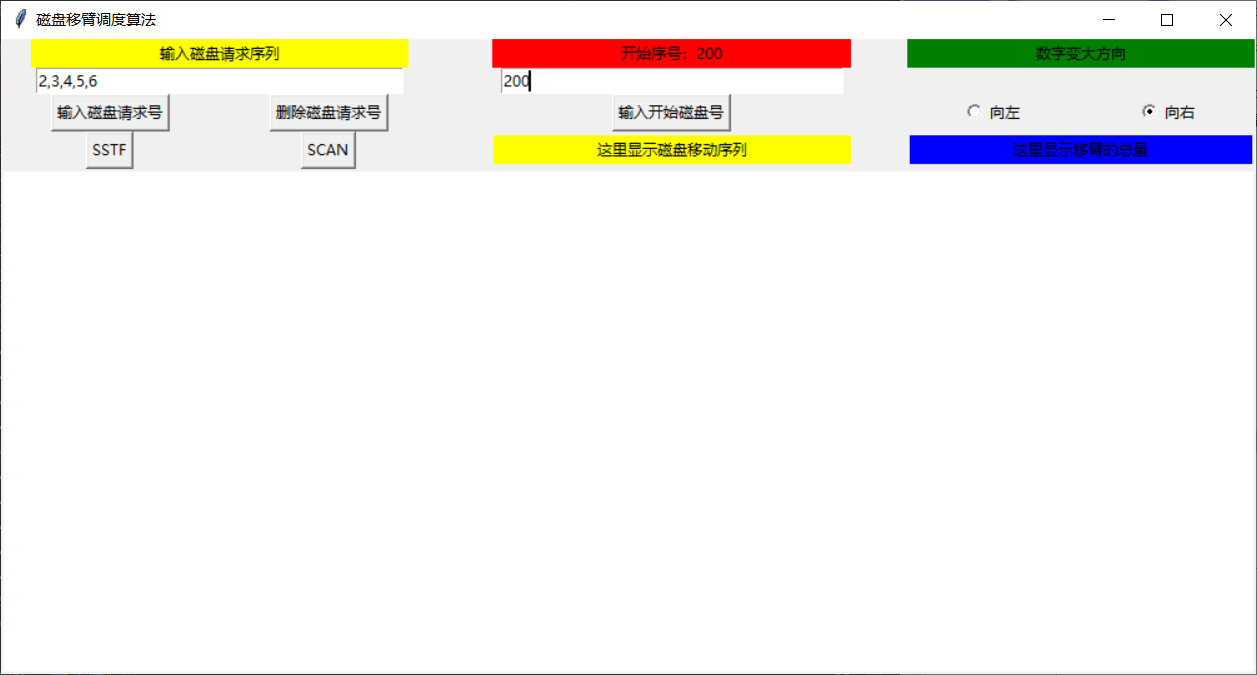 磁盘移臂调度算法
输入磁盘请求序列
开始序号：200
数字变大方向
2,3,4,5,6
200
输入磁盘请求号
删除磁盘请求号
输入开始磁盘号
向左
向右
SSTF
SCAN
这里显示磁盘移动序列
这里显示移臂的总量